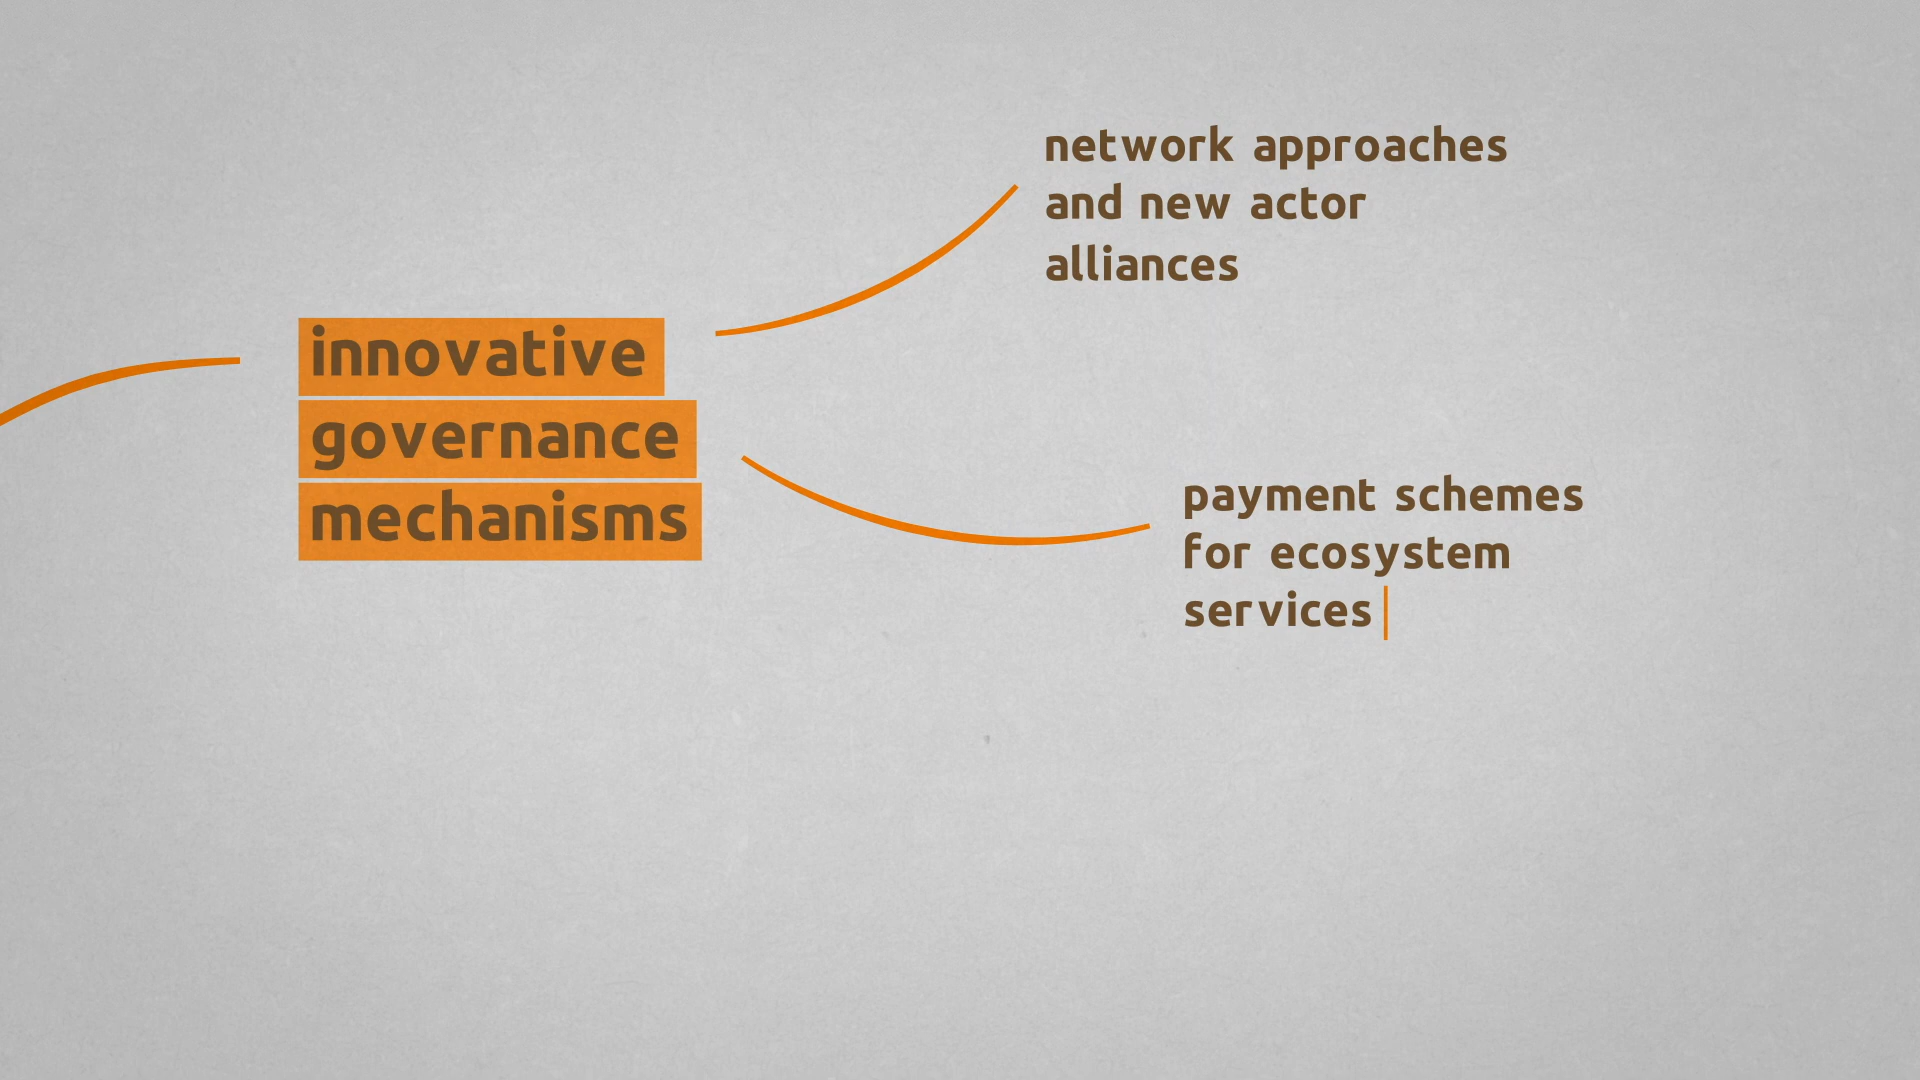 innovative
governance
mechanisms
network approaches
and new actor
alliances
payment schemes
for ecosystem
services